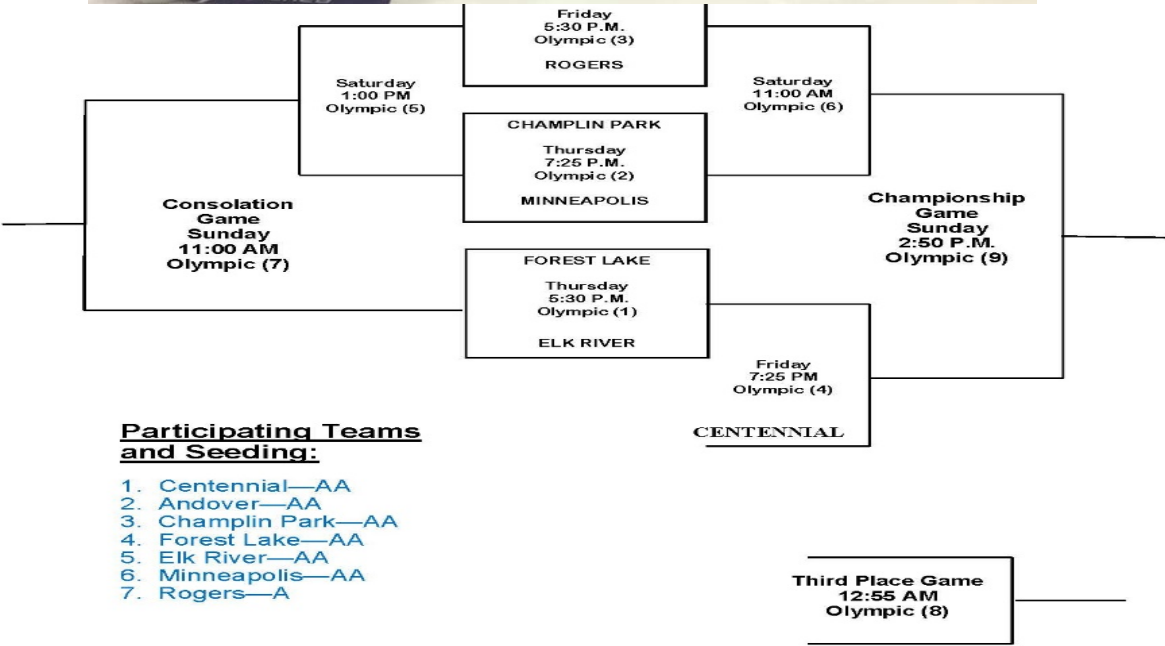 Friday
5:30 P.M.
Olympic (3)
ROGERS
Saturday
1:00 PM
Olympic (5)
Saturday
11:00 AM
Olympic (6)
CHAMPLIN PARK
Thursday
7:25 P.M.
Olympic (2)
MINNEAPOLIS
Consolation
Game
Sunday
11:00 AM
Olympic (7)
Championship
Game
Sunday
2:50 P.M.
Olympic (9)
FOREST LAKE
Thursday
5:30 P.M.
Olympic (1)
ELK RIVER
Friday
7:25 PM
Olympic (4)
CENTENNIAL
Participating Teams
and Seeding:
1. Centennial—AA
2. Andover—AA
3. Champlin Park—AA
4. Forest Lake—AA
5. Elk River—AA
6. Minneapolis—AA
7. Rogers—A
Third Place Game
12:55 AM
Olympic (8)